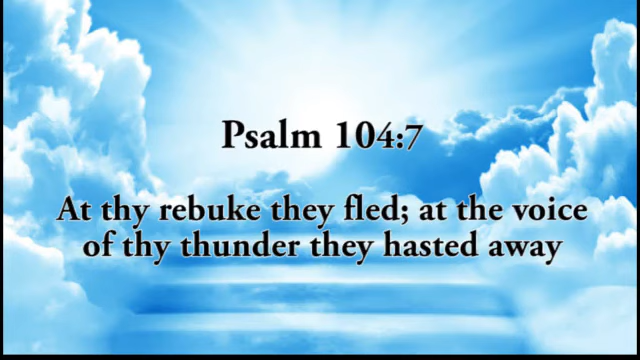 Psalm 104:7
At thy rebuke they fled; at the voice
of thy thunder they hasted away